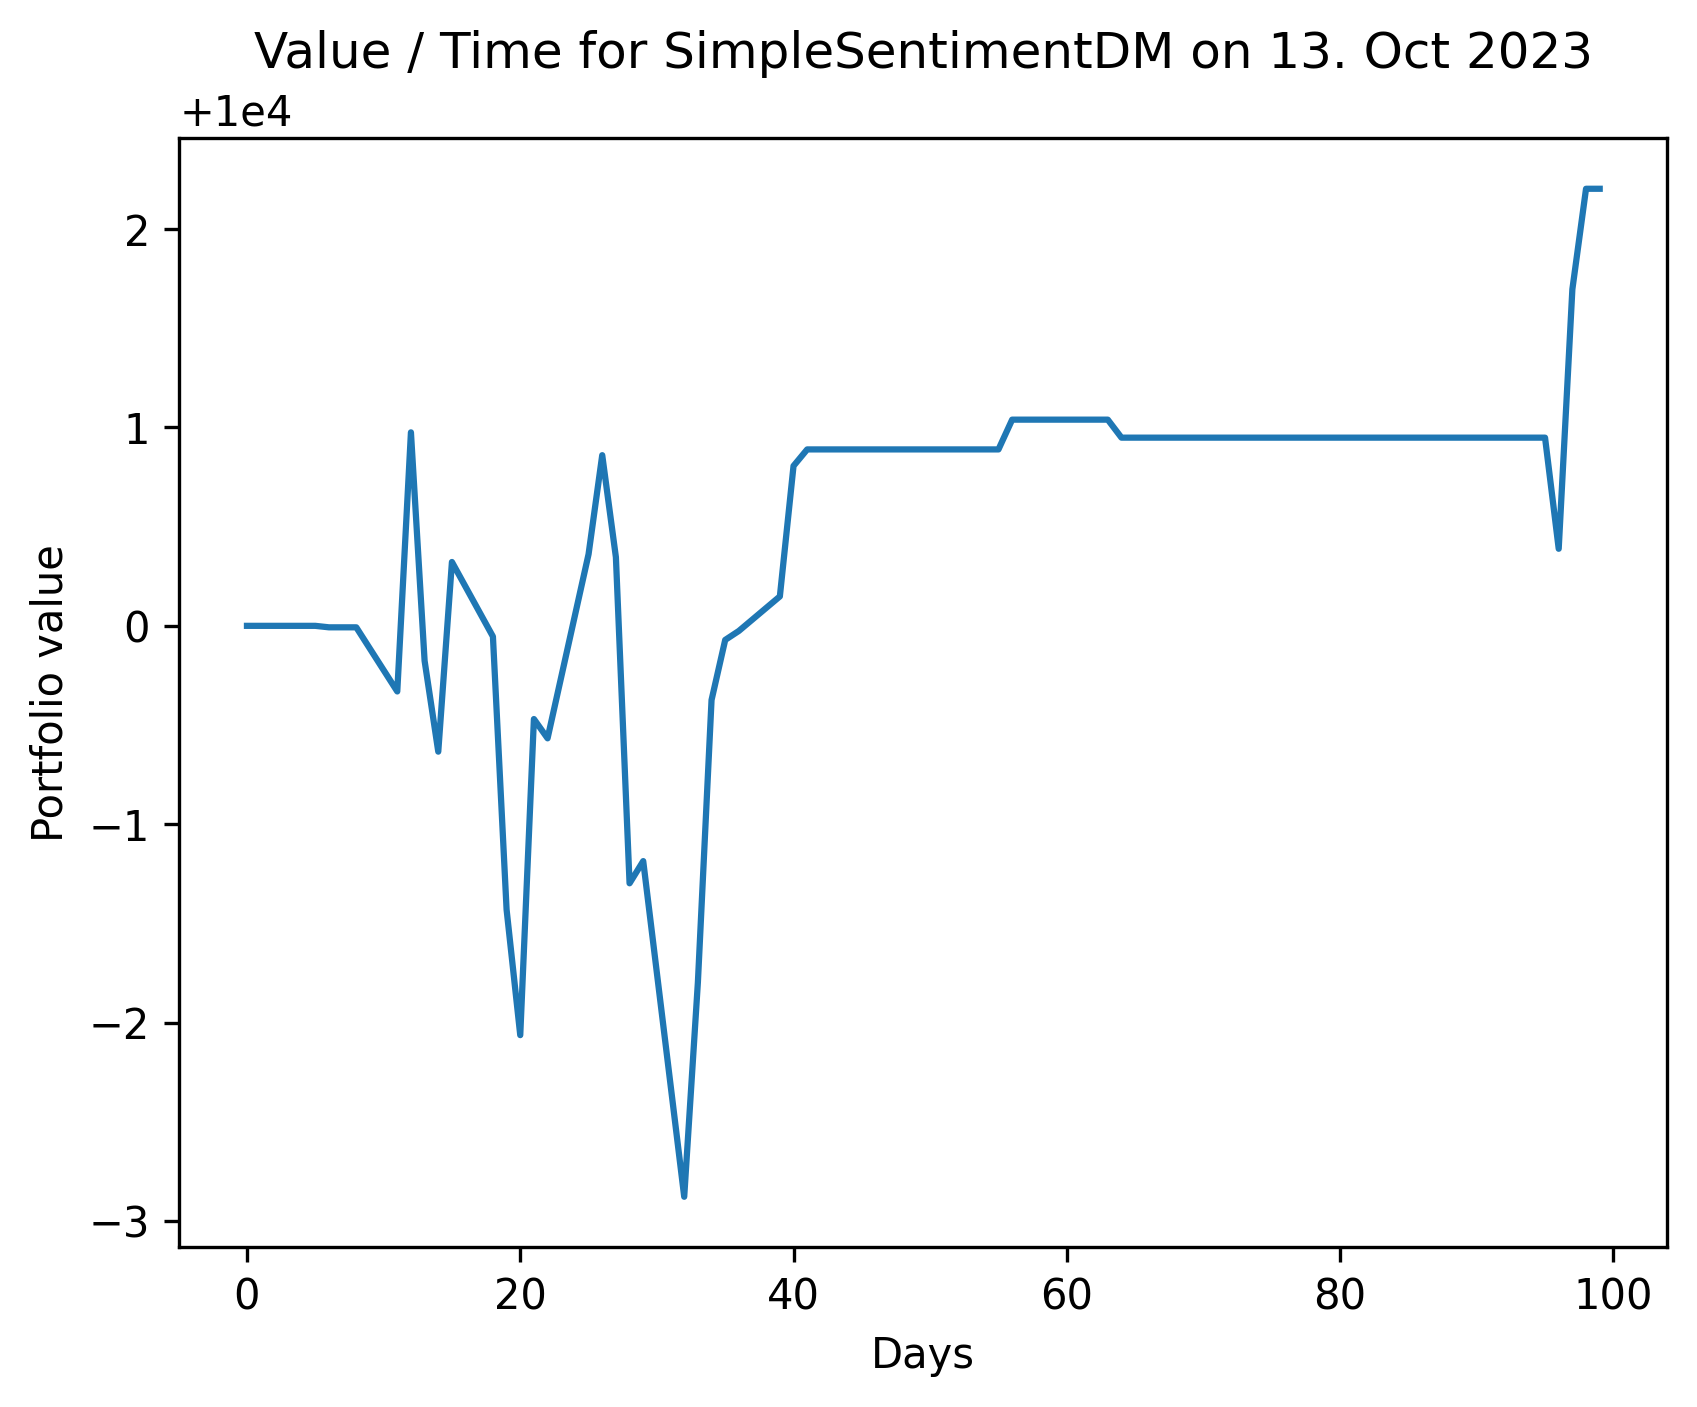 Value / Time for SimpleSentimentDM on 13. Oct 2023
+1e4
2
1
0
−1
−2
−3
Portfolio value
0 20 40 60 80 100
Days